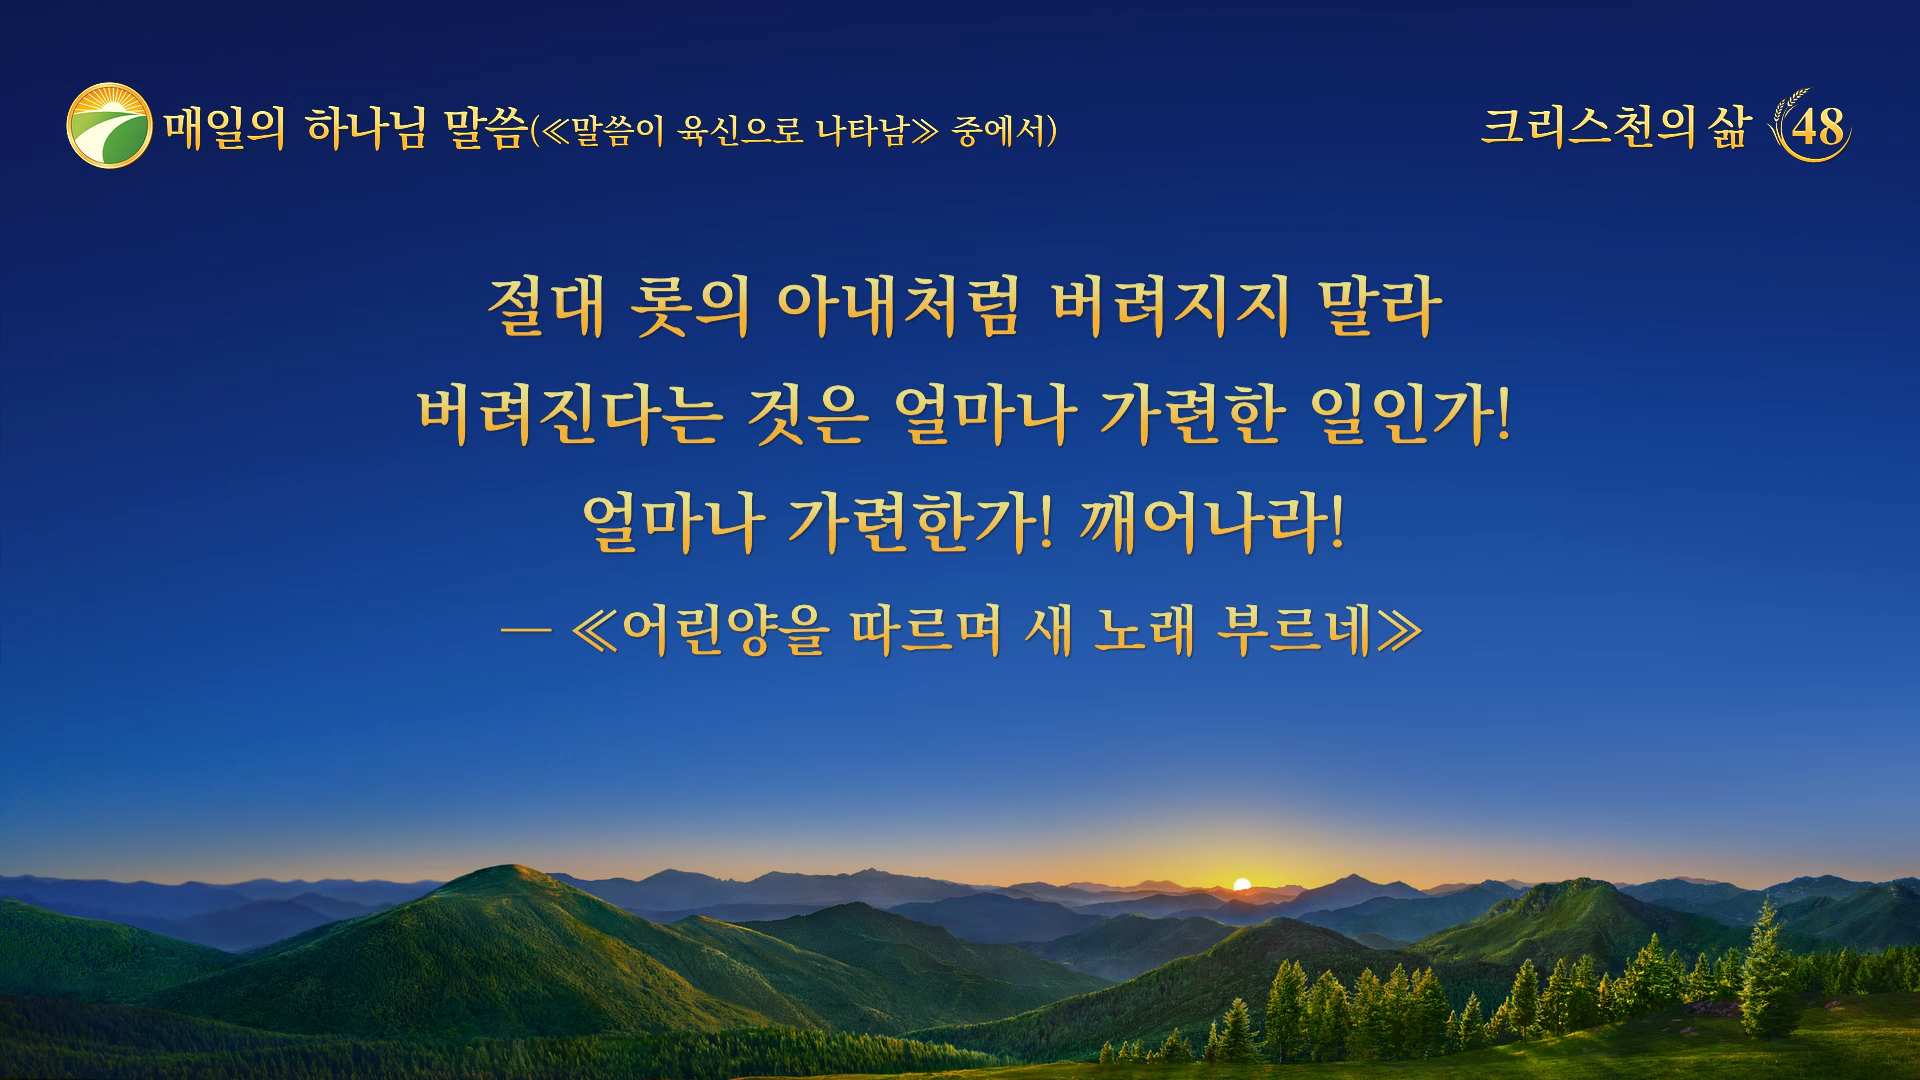 매일의 하나님 말씀(≪말씀이 육신으로 나타남≫ 중에서)
크리스천의 삶 48
절대 롯의 아내처럼 버려지지 말라
버려진다는 것은 얼마나 가련한 일인가!
얼마나 가련한가! 깨어나라!
— ≪어린양을 따르며 새 노래 부르네≫